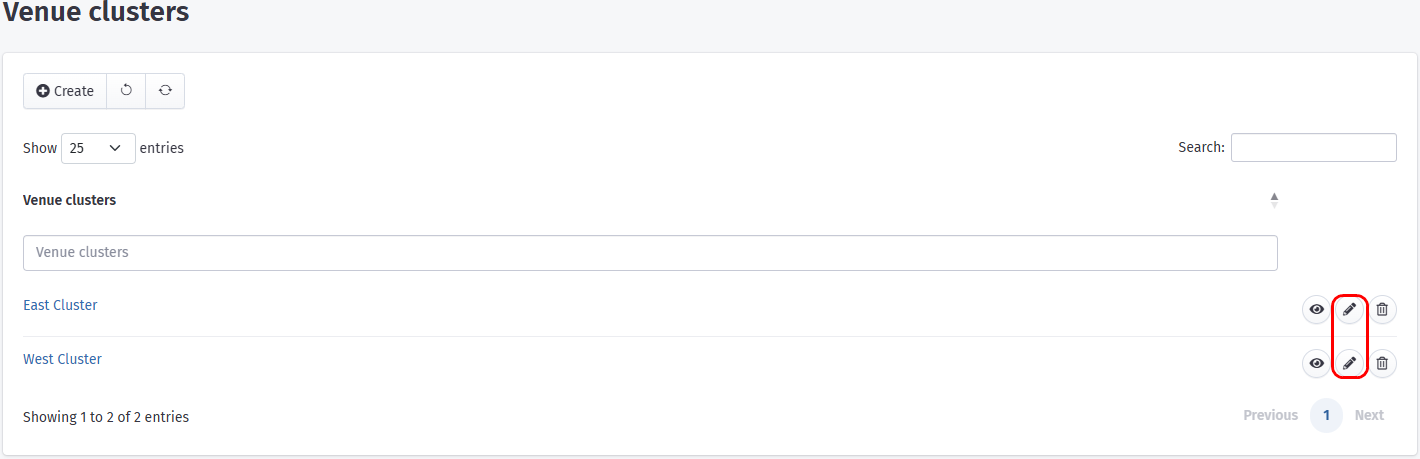 Venue clusters
Create
Show 25 entries
Search:
Venue clusters
Venue clusters
East Cluster
West Cluster
Showing 1 to 2 of 2 entries
Previous 1 Next